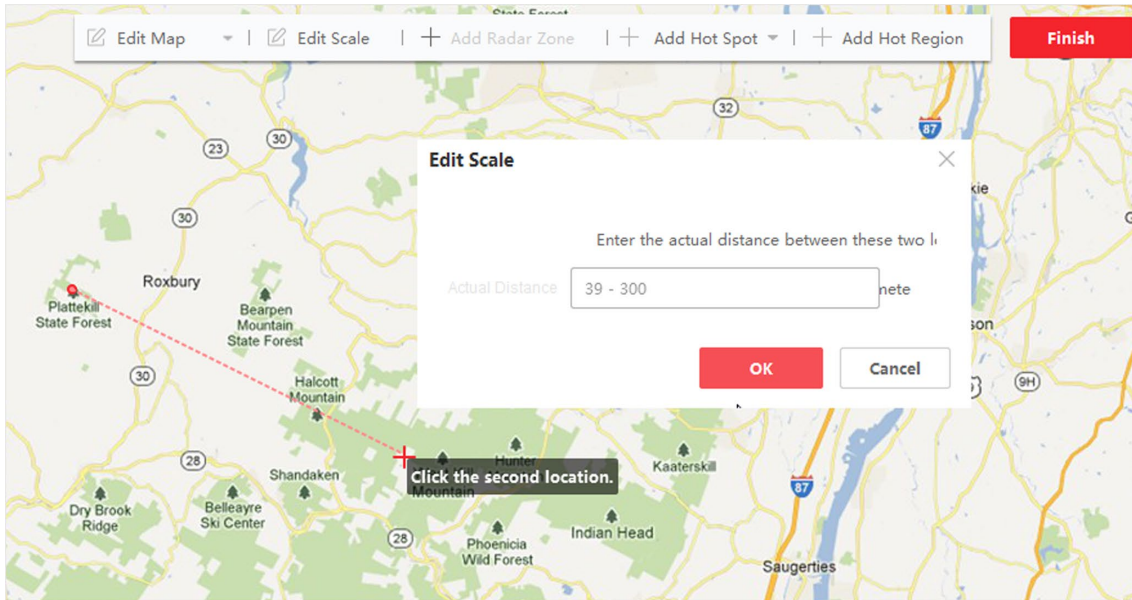 State Forest
Edit Map
Edit Scale
Add Radar Zone
Add Hot Spot
Add Hot Region
Finish
32
87
30
23
Edit Scale
30
Enter the actual distance between these two
Actual Distance
39 - 300
Roxbury
Plattekill
State Forest
Bearpen
Mountain
State Forest
30
Halcott
Mountain
OK
Cancel
9H
28
Shandaken
Hunter
Click the second location.
Mountain
Kaaterskill
87
Dry Brook
Ridge
Belleayre
Ski Center
28
Phoenicia
Wild Forest
Indian Head
Saugerties